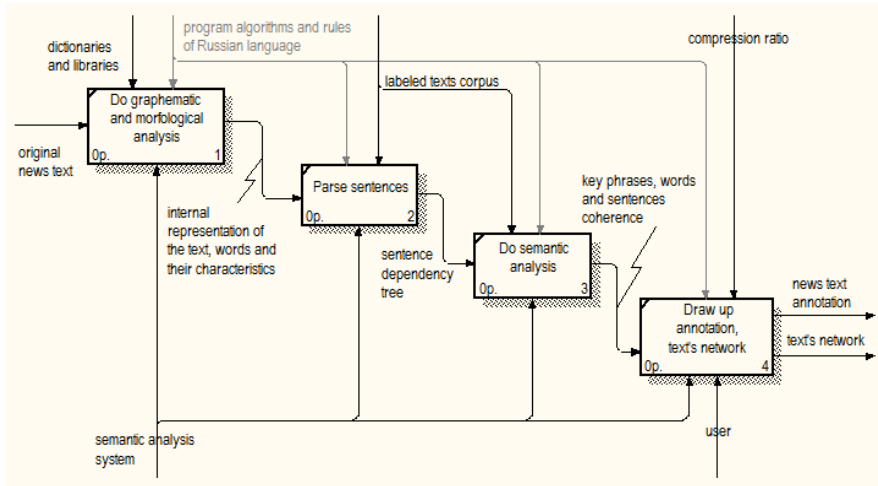 program algorithms and rules
of Russian language
dictionaries
and libraries
compression ratio
labeled texts corpus
Do graphematic
and morfological
analysis
0p.
1
original
news text
Parse sentences
0p.
2
key phrases, words
and sentences
coherence
internal
representation of
the text, words and
their characteristics
sentence
dependency
tree
Do semantic
analysis
0p.
3
news text
annotation
Draw up
annotation,
text's network
0p.
4
text's network
semantic analysis
system
user